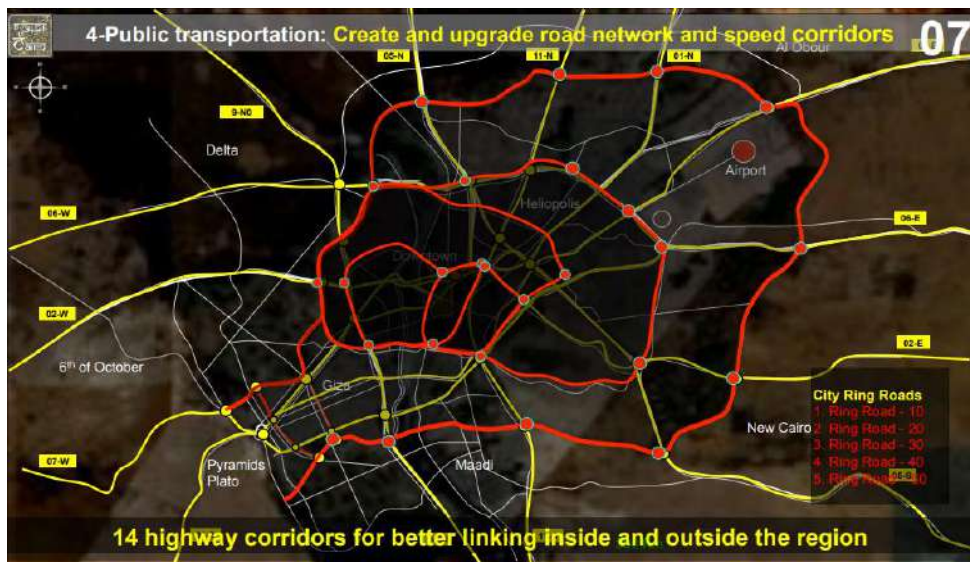 4-Public transportation: Create and upgrade road network and speed corridors
07
Al Obour
05-N
11-N
01-N
9-N0
Delta
Airport
Heliopolis
06-W
06-E
Downtown
02-W
02-E
6th of October
Giza
City Ring Roads
1. Ring Road - 10
2. Ring Road - 20
3. Ring Road - 30
4. Ring Road - 40
New Cairo
07-W
Pyramids
Plato
Maadi
14 highway corridors for better linking inside and outside the region